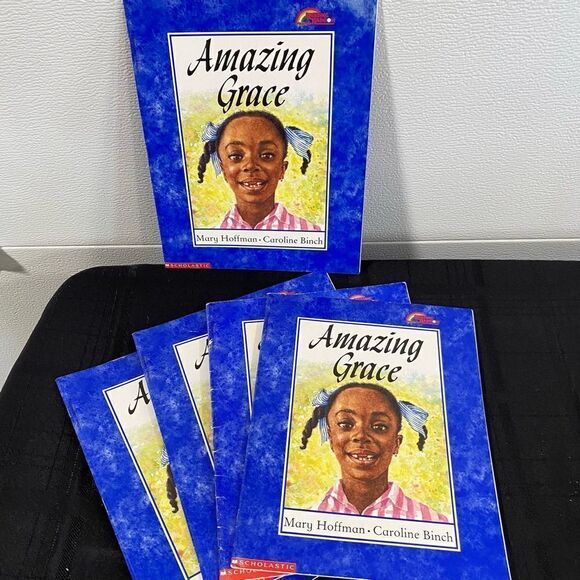 Amazing
Grace
Mary Hoffman • Caroline Binch
SCHOLASTIC
A
A
A
Amazing
Grace
Mary Hoffman • Caroline Binch
SCHOLASTIC